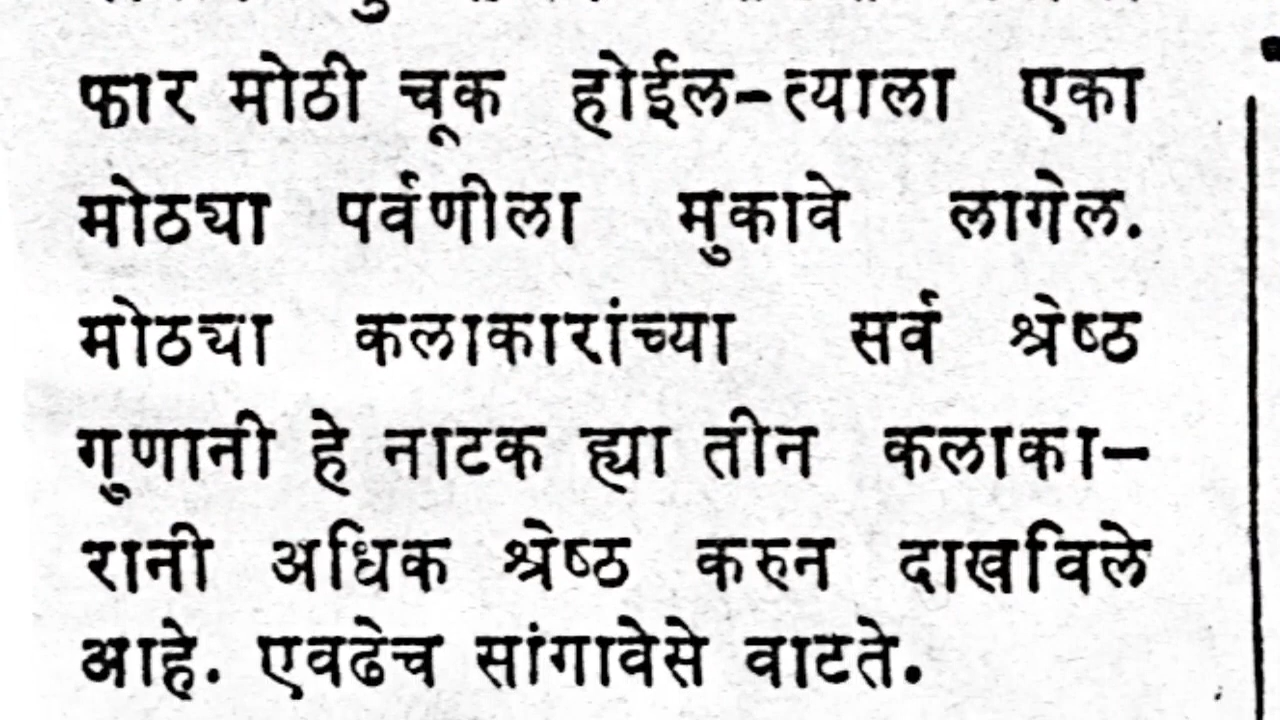 फार मोठी चूक होईल-त्याला एका
मोठ्या पर्वणीला मुकावे लागेल.
मोठ्या कलाकारांच्या सर्व श्रेष्ठ
गुणानी हे नाटक ह्या तीन कलाका-
रानी अधिक श्रेष्ठ करुन दाखविले
आहे. एवढेच सांगावेसे वाटते.